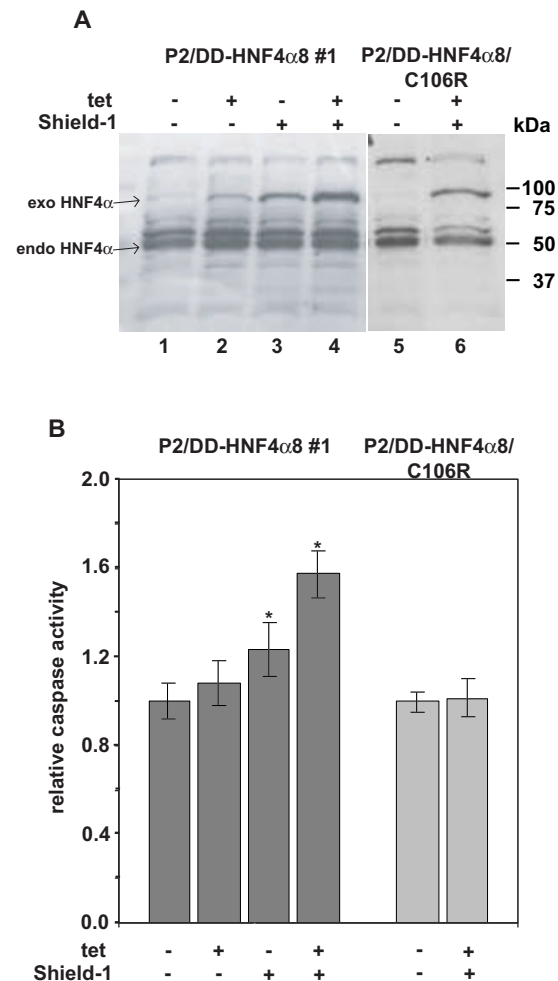 A
P2/DD-HNF4α8 #1 P2/DD-HNF4α8/
C106R
tet - + - + - +
Shield-1 - - + + - + kDa
exo HNF4α
endo HNF4α
100
75
50
37
1 2 3 4 5 6
B
P2/DD-HNF4α8 #1 P2/DD-HNF4α8/
C106R
2.0
1.6
1.2
0.8
0.4
0.0
relative caspase activity
* *
tet - + - + - +
Shield-1 - - + + - +